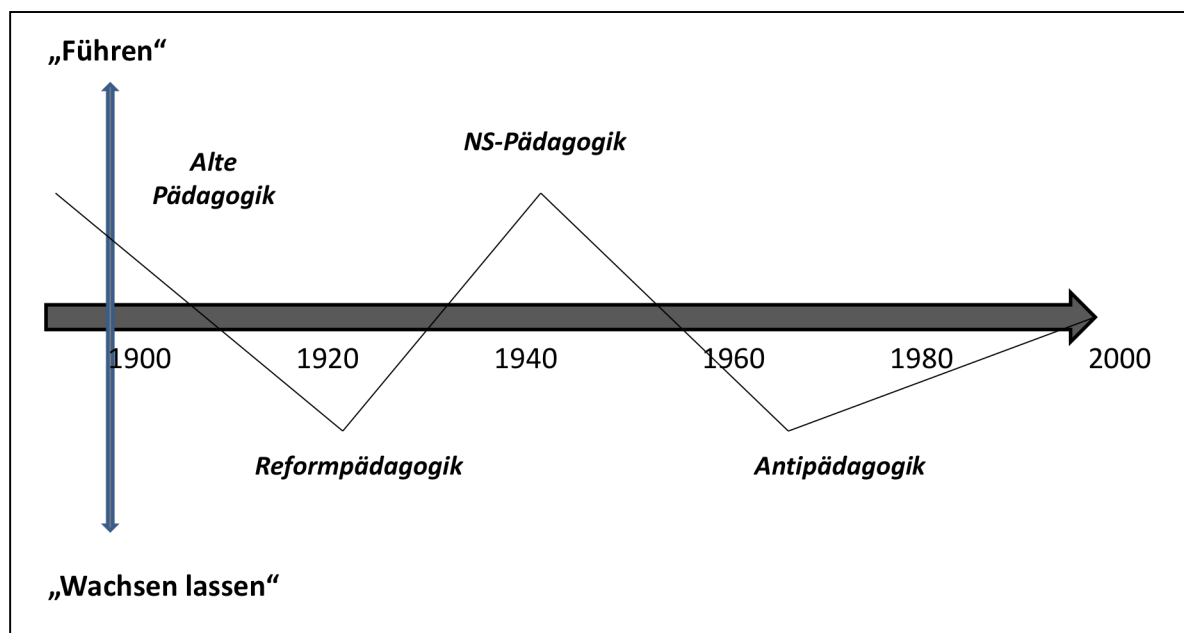 „Führen“
NS-Pädagogik
Alte
Pädagogik
1900
1920
1940
1960
1980
2000
Reformpädagogik
Antipädagogik
„Wachsen lassen“